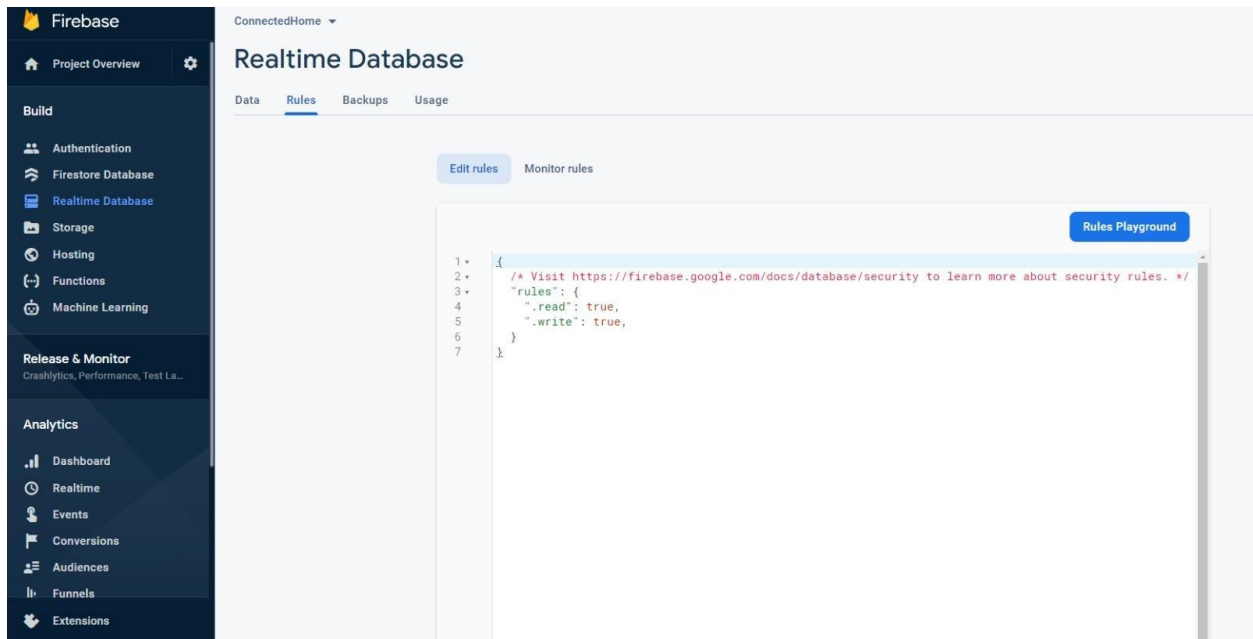 Firebase
Project Overview
Build
Authentication
Firestore Database
Realtime Database
Storage
Hosting
Functions
Machine Learning
Release & Monitor
Crashlytics, Performance, Test La...
Analytics
Dashboard
Realtime
Events
Conversions
Audiences
Funnels
Extensions
ConnectedHome
Realtime Database
Data Rules Backups Usage
Edit rules Monitor rules
Rules Playground
1 {
2 /* Visit https://firebase.google.com/docs/database/security to learn more about security rules. */
3 "rules": {
4 ".read": true,
5 ".write": true,
6 }
7 }